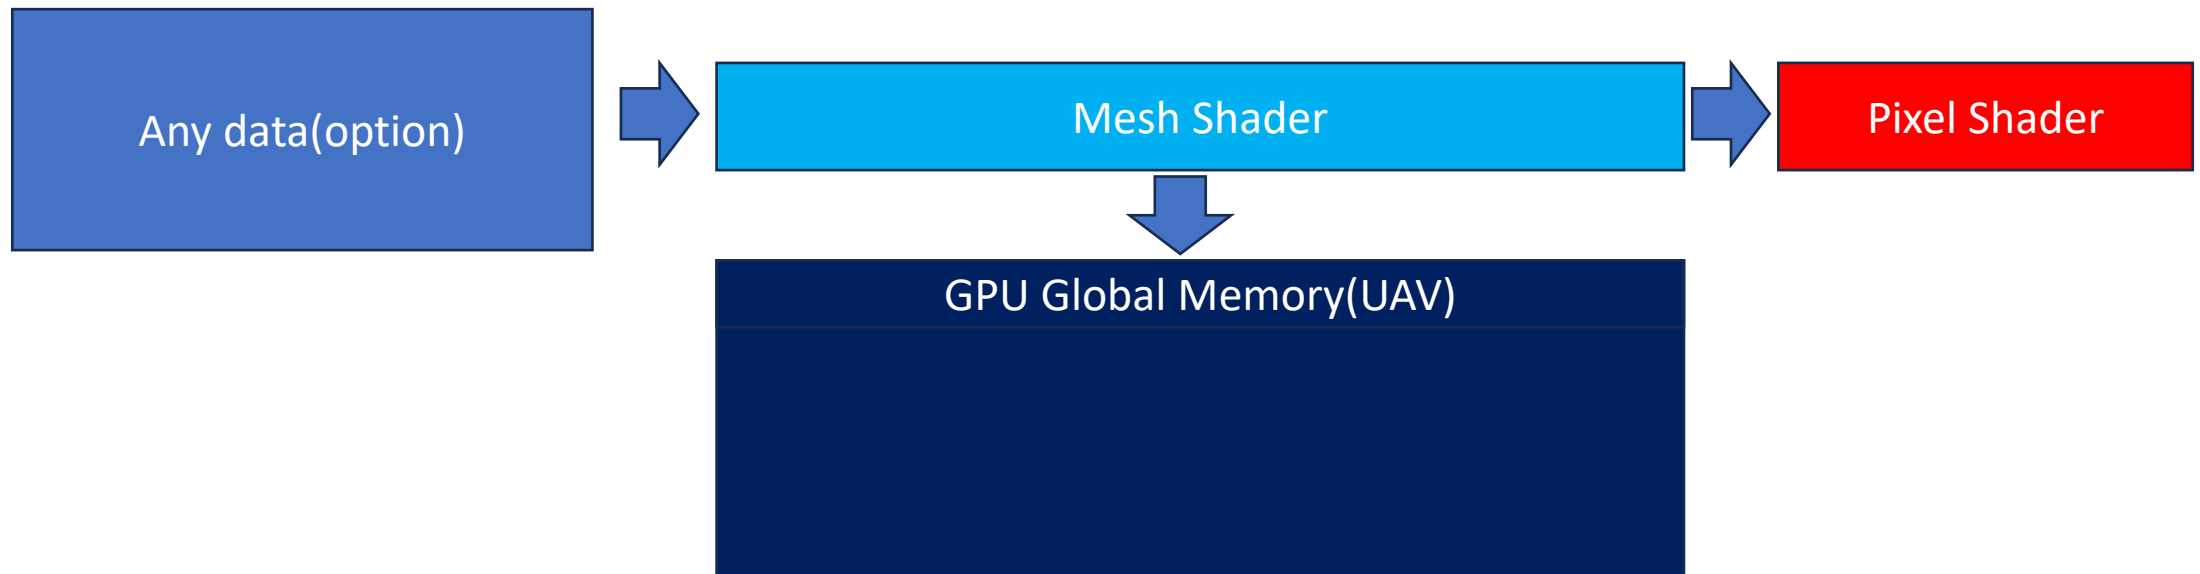 Any data(option)
Mesh Shader
Pixel Shader
GPU Global Memory(UAV)